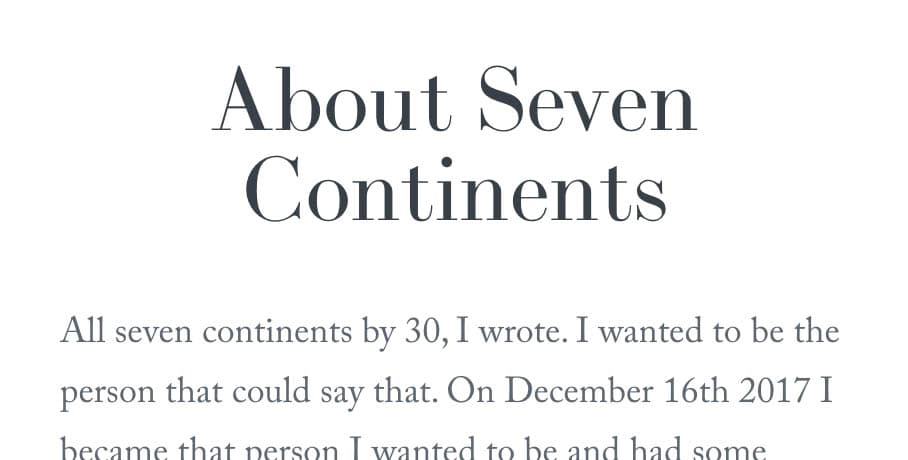 About Seven
Continents
All seven continents by 30, I wrote. I wanted to be the
person that could say that. On December 16th 2017 I
became that person I wanted to be and had some